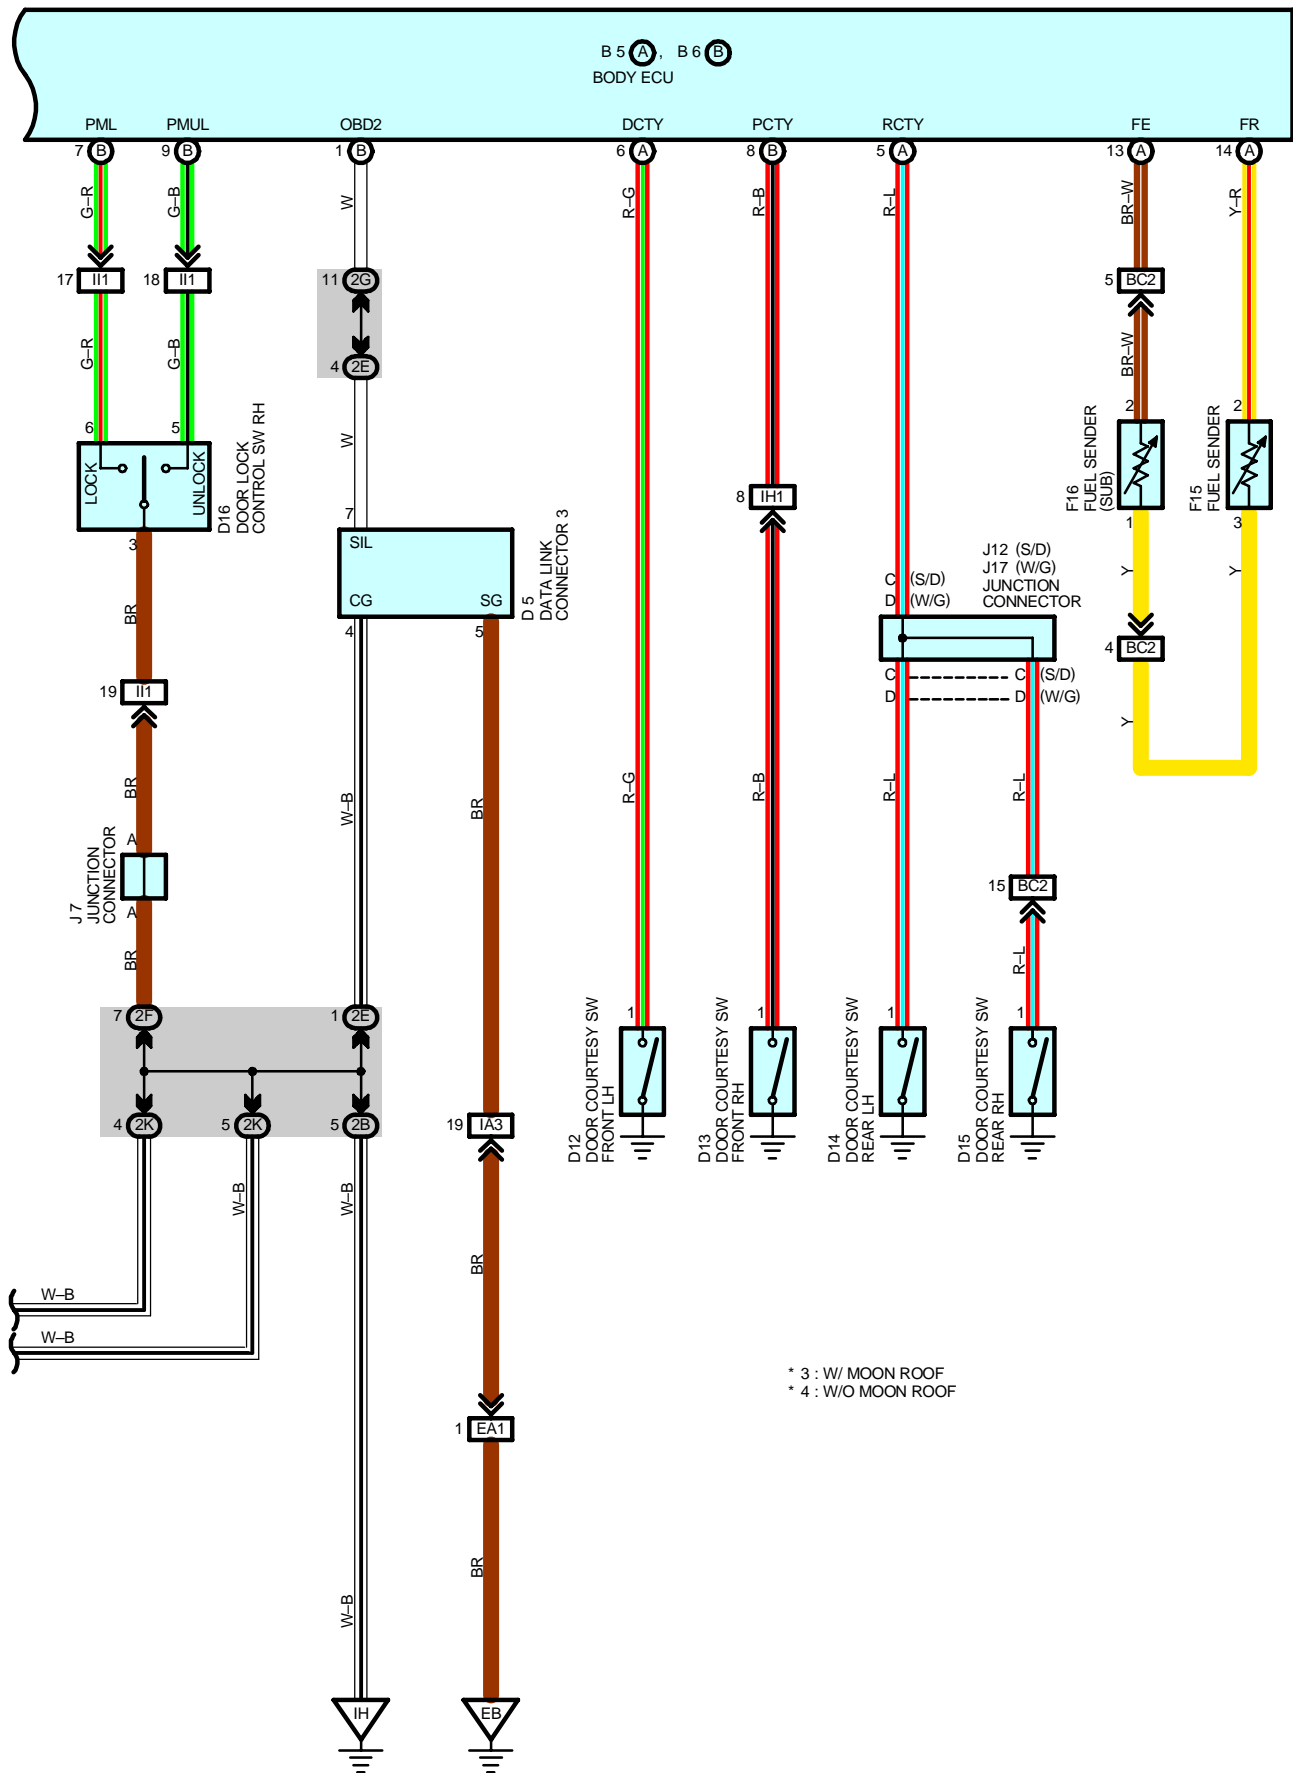 B 5 A , B 6 B
BODY ECU
PML PMUL OBD2 DCTY PCTY RCTY FE FR
7 B 9 B 1 B 6 A 8 B 5 A 13 A 14 A
G–R G–B W R–G R–B R–L BR–W Y–R
17 II1 18 II1 11 2G 5 BC2
G–R G–B 4 2E BR–W
6 5 W 2 2
LOCK
UNLOCK
D16
DOOR LOCK
CONTROL SW RH
F16
FUEL SENDER
(SUB)
F15
FUEL SENDER
8 IH1
3 7 1 3
SIL
CG SG
D 5
DATA LINK
CONNECTOR 3
J12 (S/D)
J17 (W/G)
JUNCTION
CONNECTOR
C (S/D)
D (W/G)
Y Y
BR 4 5 4 BC2
C C (S/D)
D D (W/G)
19 II1
Y
BR W–B BR R–G R–B R–L R–L
A
J 7
JUNCTION
CONNECTOR
A
15 BC2
BR R–L
7 2F 1 2E 1 1 1 1
D12
DOOR COURTESY SW
FRONT LH
D13
DOOR COURTESY SW
FRONT RH
D14
DOOR COURTESY SW
REAR LH
D15
DOOR COURTESY SW
REAR RH
4 2K 5 2K 5 2B 19 IA3
W–B W–B
BR
W–B
W–B
* 3 : W/ MOON ROOF
* 4 : W/O MOON ROOF
1 EA1
BR
W–B
IH EB